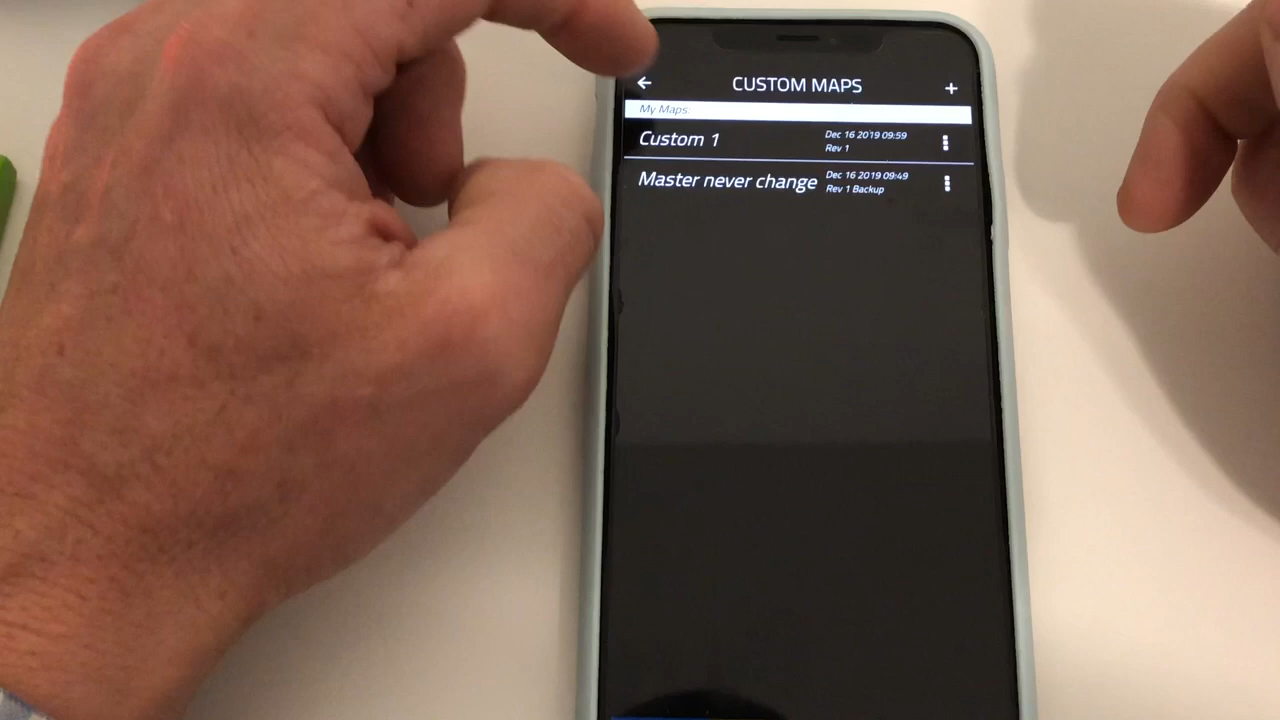 CUSTOM MAPS +
My Maps:
Custom 1
Dec 16 2019 09:59
Rev 1
Master never change
Dec 16 2019 09:49
Rev 1 Backup